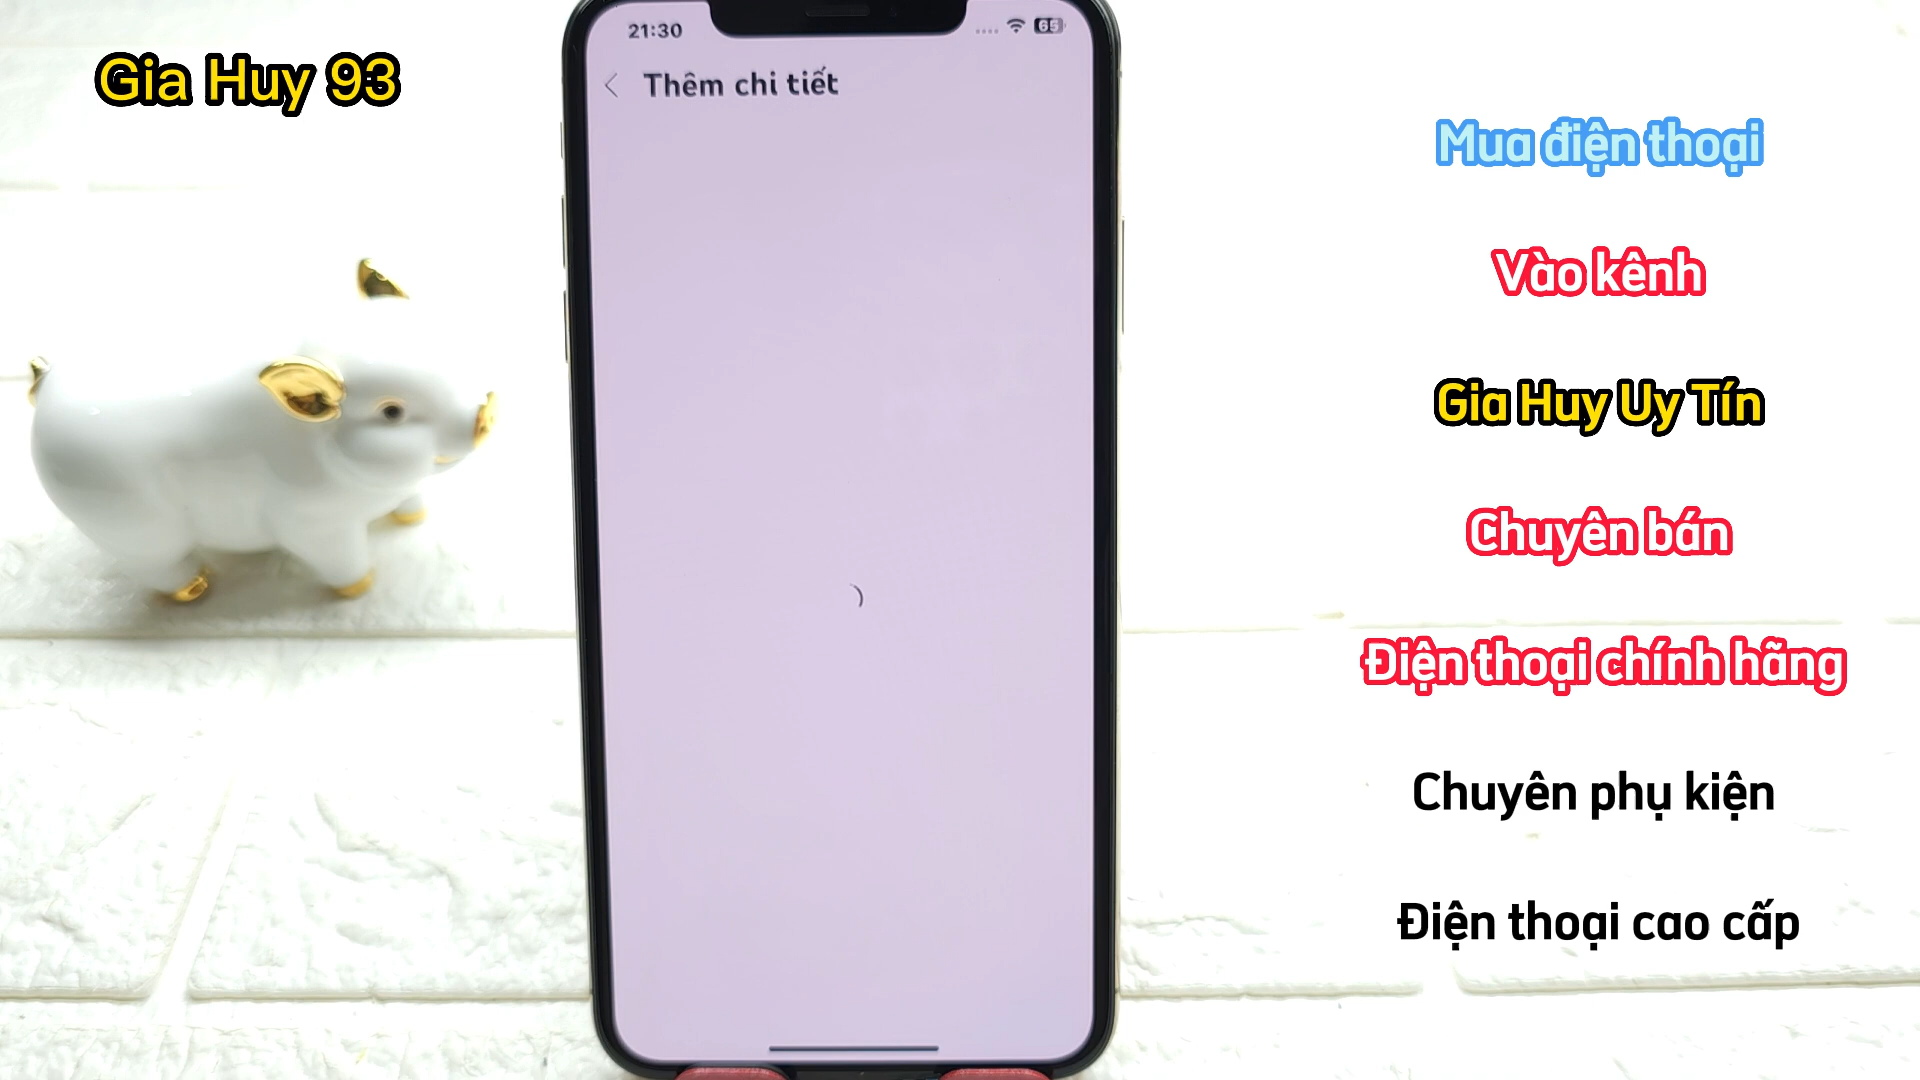 Gia Huy 93
21:30
65
Thêm chi tiết
Mua điện thoại
Vào kênh
Gia Huy Uy Tín
Chuyên bán
Điện thoại chính hãng
Chuyên phụ kiện
Điện thoại cao cấp